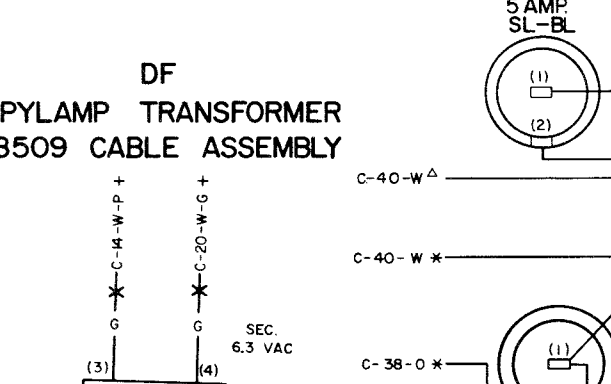 5 AMP.
SL-BL
DF
PYLAMP TRANSFORMER
3509 CABLE ASSEMBLY
(1)
(2)
C-40-W △
C-14-W-P +
C-20-W-G +
C-40-W *
G
G
SEC.
6.3 VAC
(3)
(4)
C-38-O *
(1)